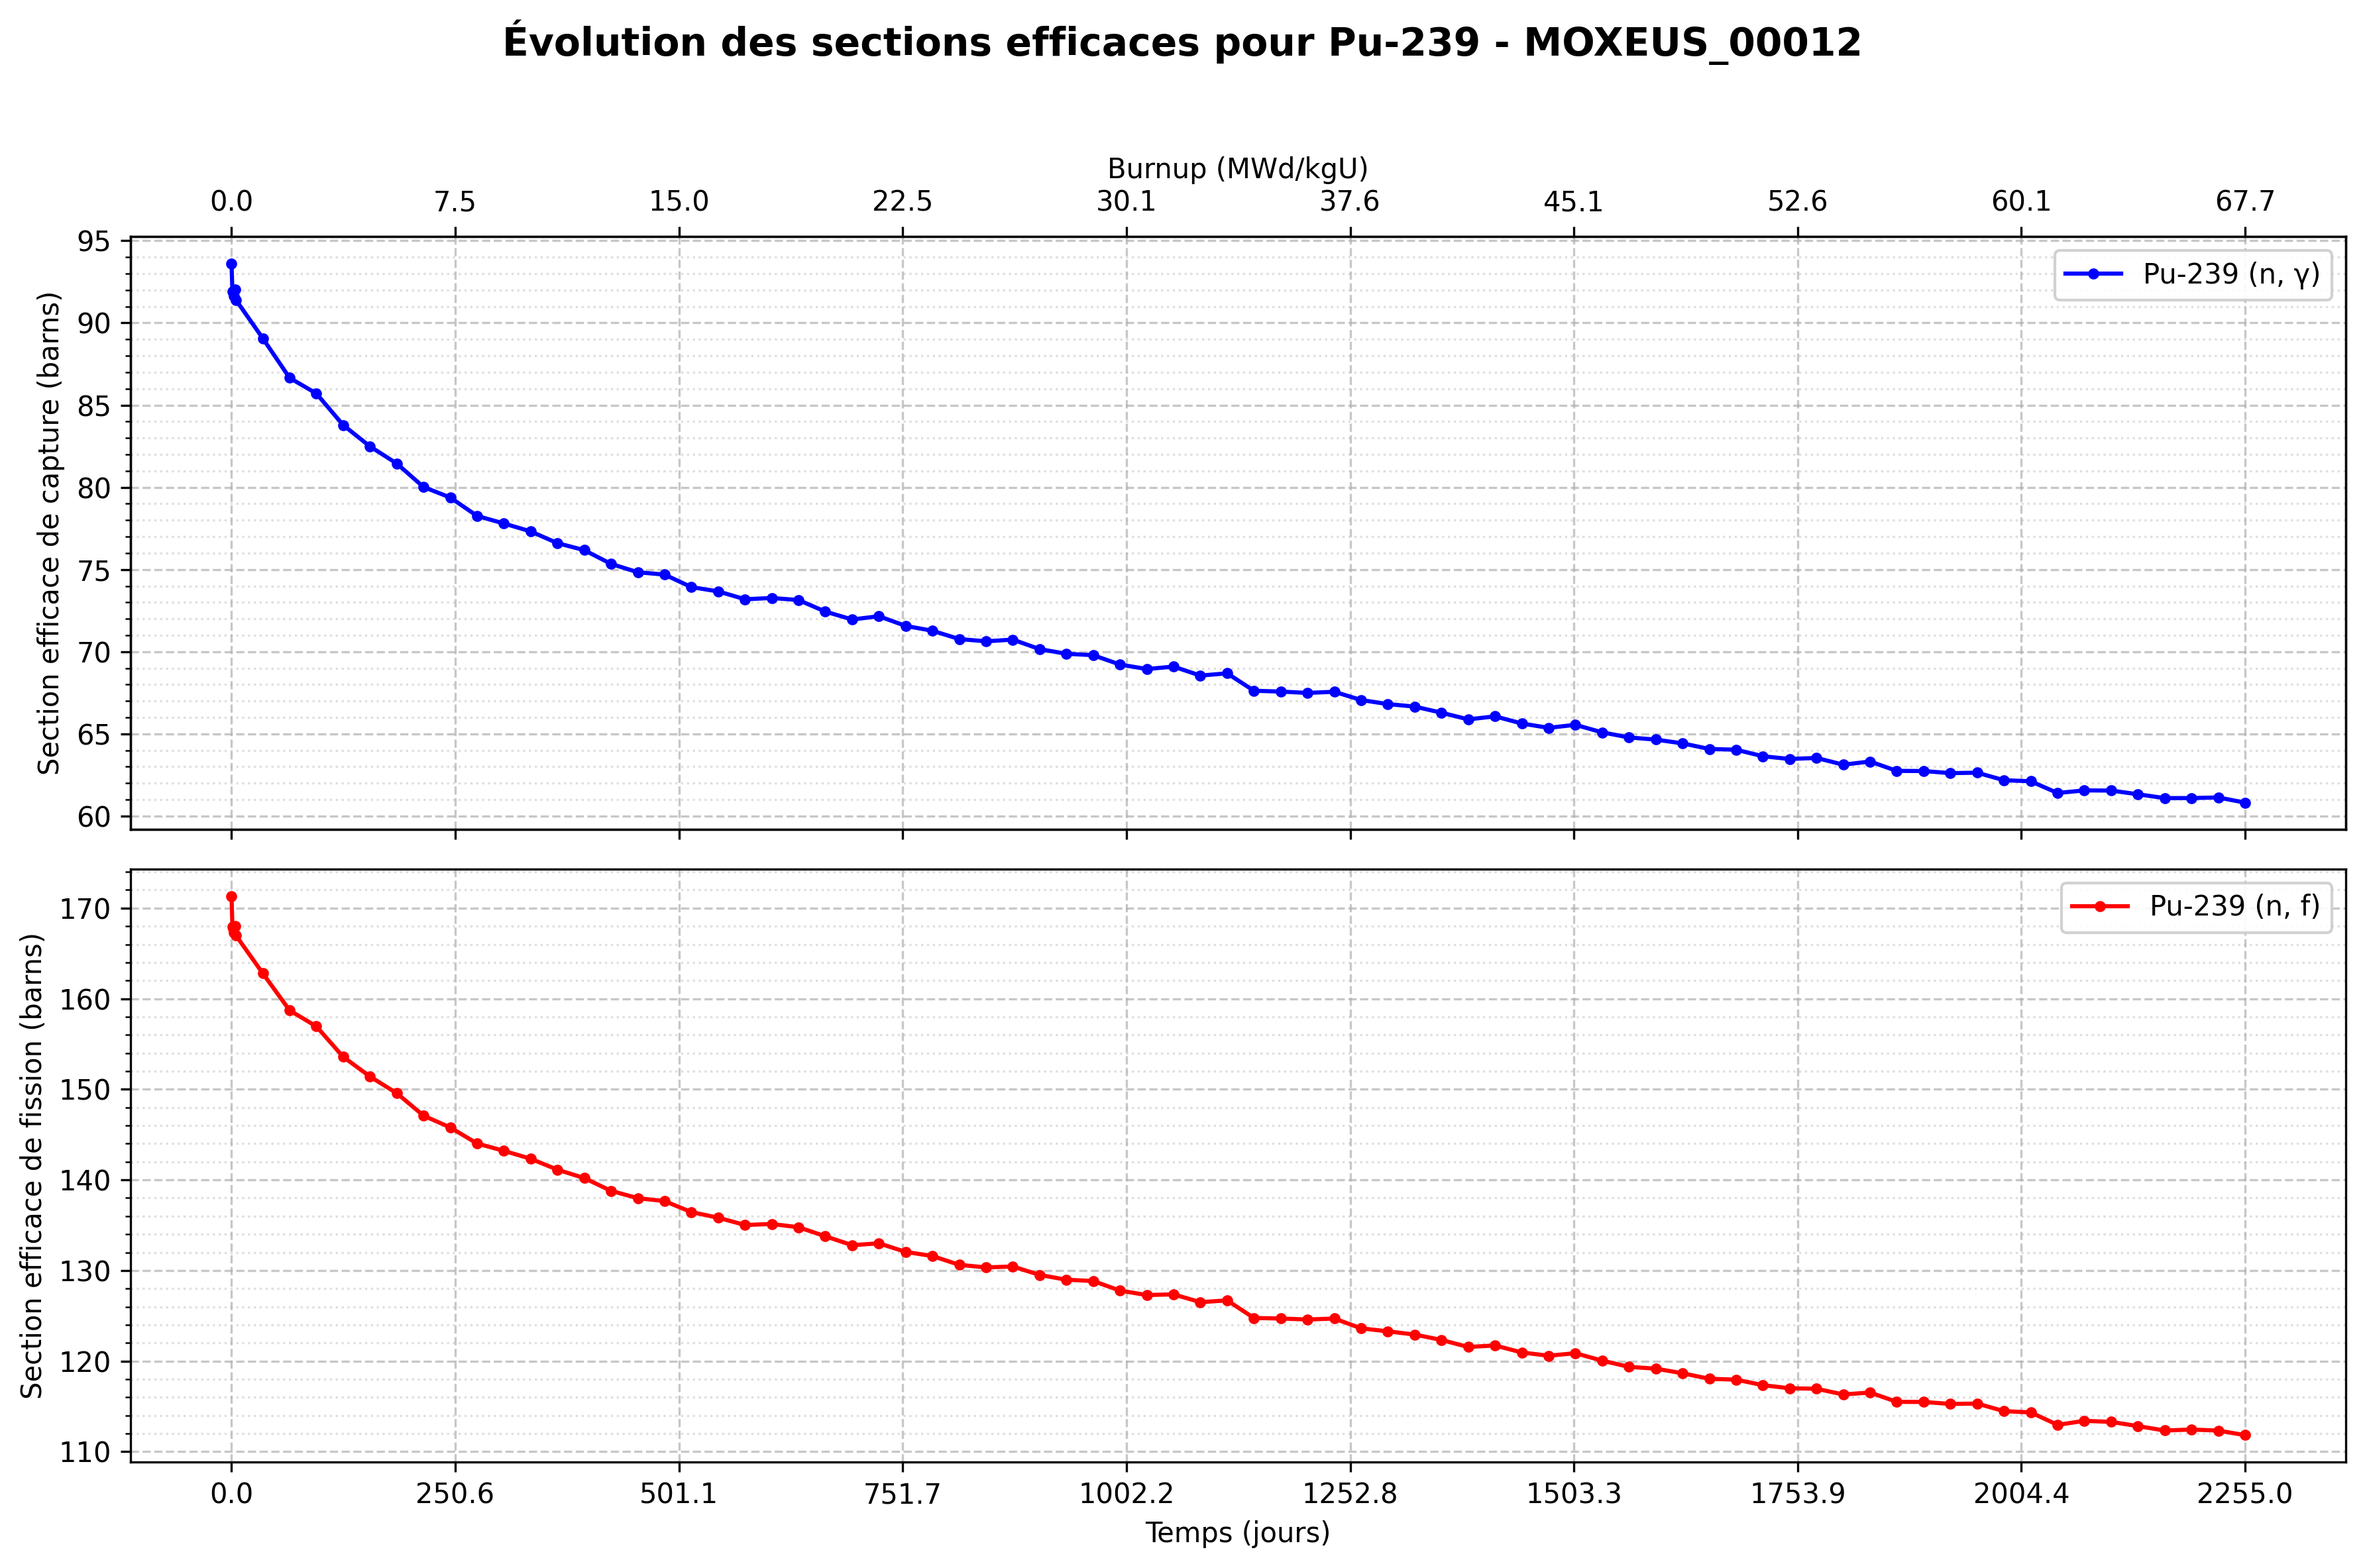 Évolution des sections efficaces pour Pu-239 - MOXEUS_00012
Burnup (MWd/kgU)
0.0 7.5 15.0 22.5 30.1 37.6 45.1 52.6 60.1 67.7
Section efficace de capture (barns)
95
90
85
80
75
70
65
60
Pu-239 (n, γ)
Section efficace de fission (barns)
170
160
150
140
130
120
110
Pu-239 (n, f)
0.0 250.6 501.1 751.7 1002.2 1252.8 1503.3 1753.9 2004.4 2255.0
Temps (jours)